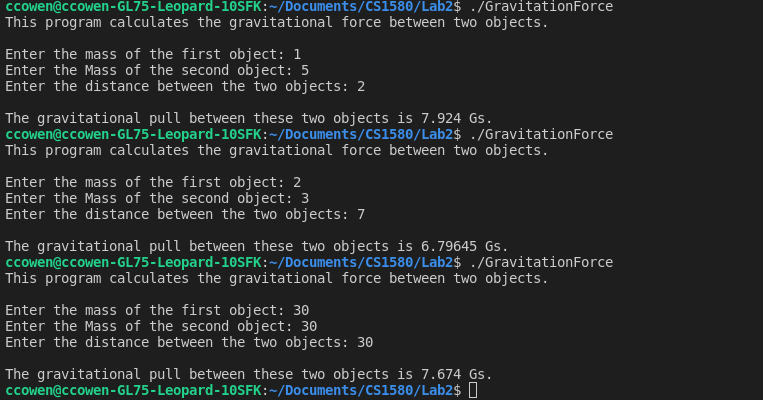 ccowen@ccowen-GL75-Leopard-10SFK:~/Documents/CS1580/Lab2$ ./GravitationForce
This program calculates the gravitational force between two objects.
Enter the mass of the first object: 1
Enter the Mass of the second object: 5
Enter the distance between the two objects: 2
The gravitational pull between these two objects is 7.924 Gs.
ccowen@ccowen-GL75-Leopard-10SFK:~/Documents/CS1580/Lab2$ ./GravitationForce
This program calculates the gravitational force between two objects.
Enter the mass of the first object: 2
Enter the Mass of the second object: 3
Enter the distance between the two objects: 7
The gravitational pull between these two objects is 6.79645 Gs.
ccowen@ccowen-GL75-Leopard-10SFK:~/Documents/CS1580/Lab2$ ./GravitationForce
This program calculates the gravitational force between two objects.
Enter the mass of the first object: 30
Enter the Mass of the second object: 30
Enter the distance between the two objects: 30
The gravitational pull between these two objects is 7.674 Gs.
ccowen@ccowen-GL75-Leopard-10SFK:~/Documents/CS1580/Lab2$